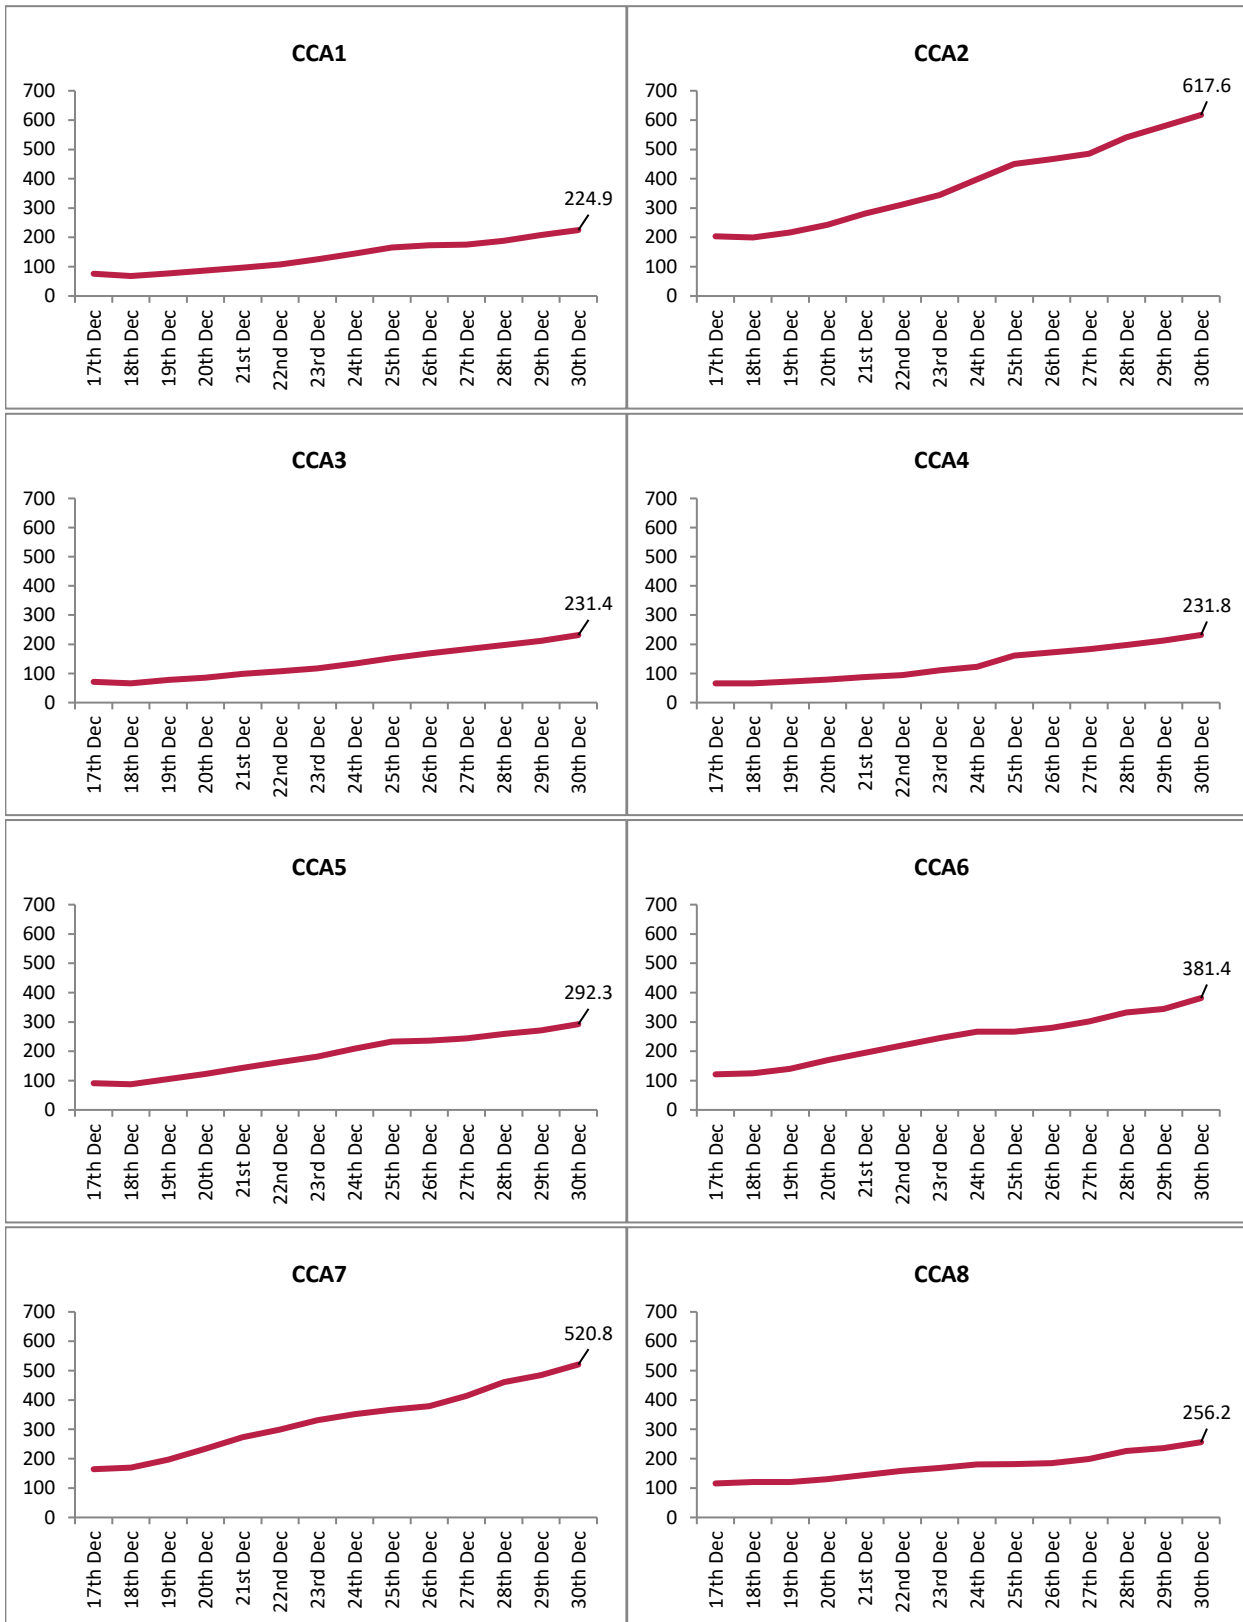 CCA1
700
600
500
400
300
200
100
0
224.9
17th Dec
18th Dec
19th Dec
20th Dec
21st Dec
22nd Dec
23rd Dec
24th Dec
25th Dec
26th Dec
27th Dec
28th Dec
29th Dec
30th Dec
CCA2
700
600
500
400
300
200
100
0
617.6
17th Dec
18th Dec
19th Dec
20th Dec
21st Dec
22nd Dec
23rd Dec
24th Dec
25th Dec
26th Dec
27th Dec
28th Dec
29th Dec
30th Dec
CCA3
700
600
500
400
300
200
100
0
231.4
17th Dec
18th Dec
19th Dec
20th Dec
21st Dec
22nd Dec
23rd Dec
24th Dec
25th Dec
26th Dec
27th Dec
28th Dec
29th Dec
30th Dec
CCA4
700
600
500
400
300
200
100
0
231.8
17th Dec
18th Dec
19th Dec
20th Dec
21st Dec
22nd Dec
23rd Dec
24th Dec
25th Dec
26th Dec
27th Dec
28th Dec
29th Dec
30th Dec
CCA5
700
600
500
400
300
200
100
0
292.3
17th Dec
18th Dec
19th Dec
20th Dec
21st Dec
22nd Dec
23rd Dec
24th Dec
25th Dec
26th Dec
27th Dec
28th Dec
29th Dec
30th Dec
CCA6
700
600
500
400
300
200
100
0
381.4
17th Dec
18th Dec
19th Dec
20th Dec
21st Dec
22nd Dec
23rd Dec
24th Dec
25th Dec
26th Dec
27th Dec
28th Dec
29th Dec
30th Dec
CCA7
700
600
500
400
300
200
100
0
520.8
17th Dec
18th Dec
19th Dec
20th Dec
21st Dec
22nd Dec
23rd Dec
24th Dec
25th Dec
26th Dec
27th Dec
28th Dec
29th Dec
30th Dec
CCA8
700
600
500
400
300
200
100
0
256.2
17th Dec
18th Dec
19th Dec
20th Dec
21st Dec
22nd Dec
23rd Dec
24th Dec
25th Dec
26th Dec
27th Dec
28th Dec
29th Dec
30th Dec